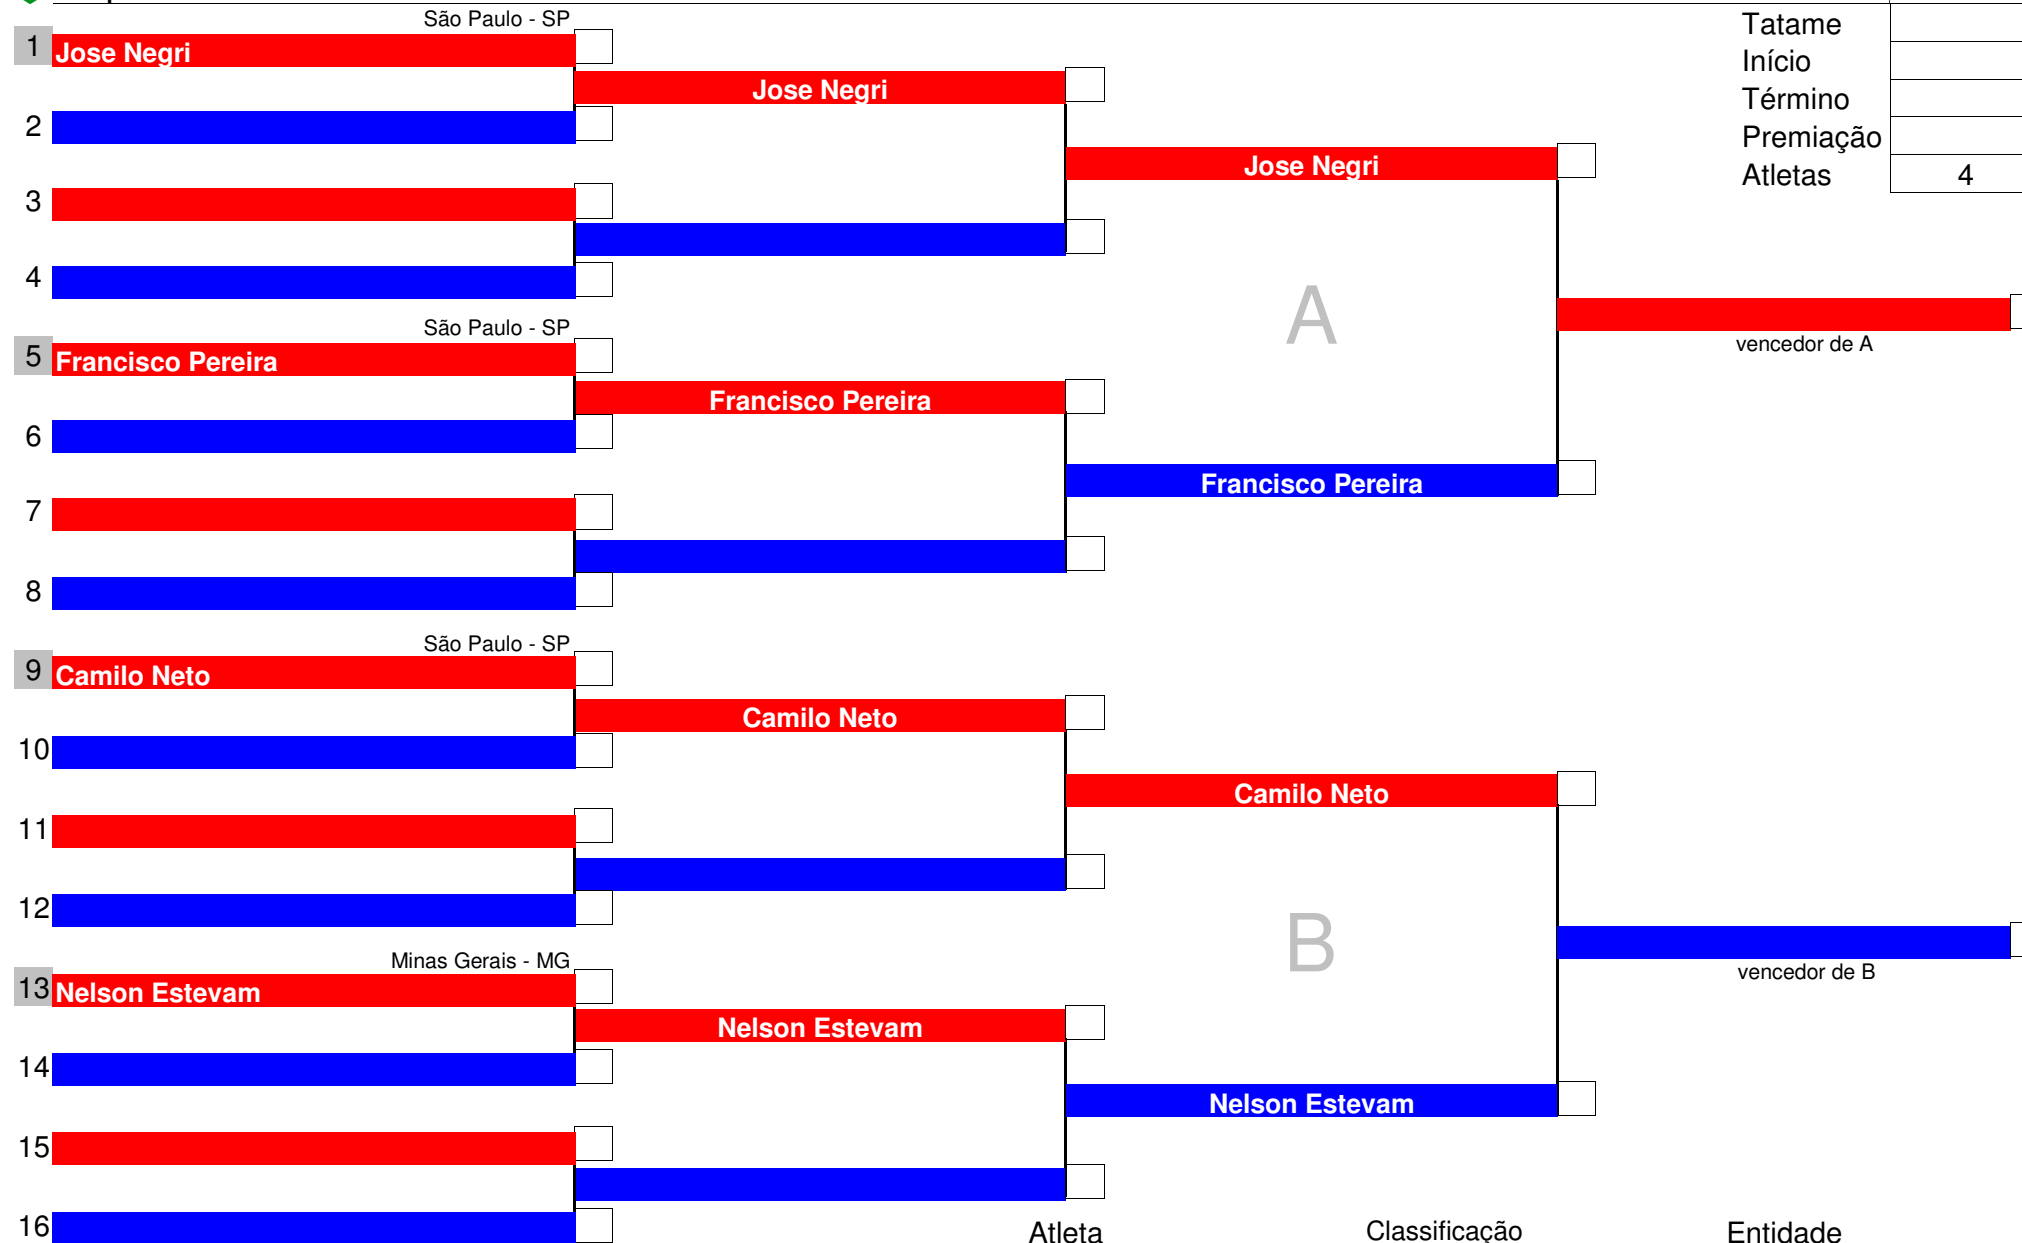 São Paulo - SP
Tatame
1 Jose Negri
Início
Jose Negri
Término
2
Premiação
Jose Negri
Atletas 4
3
4
A
São Paulo - SP
vencedor de A
5 Francisco Pereira
Francisco Pereira
6
Francisco Pereira
7
8
São Paulo - SP
9 Camilo Neto
Camilo Neto
10
Camilo Neto
11
12
B
Minas Gerais - MG
vencedor de B
13 Nelson Estevam
Nelson Estevam
14
Nelson Estevam
15
16
Atleta Classificação Entidade